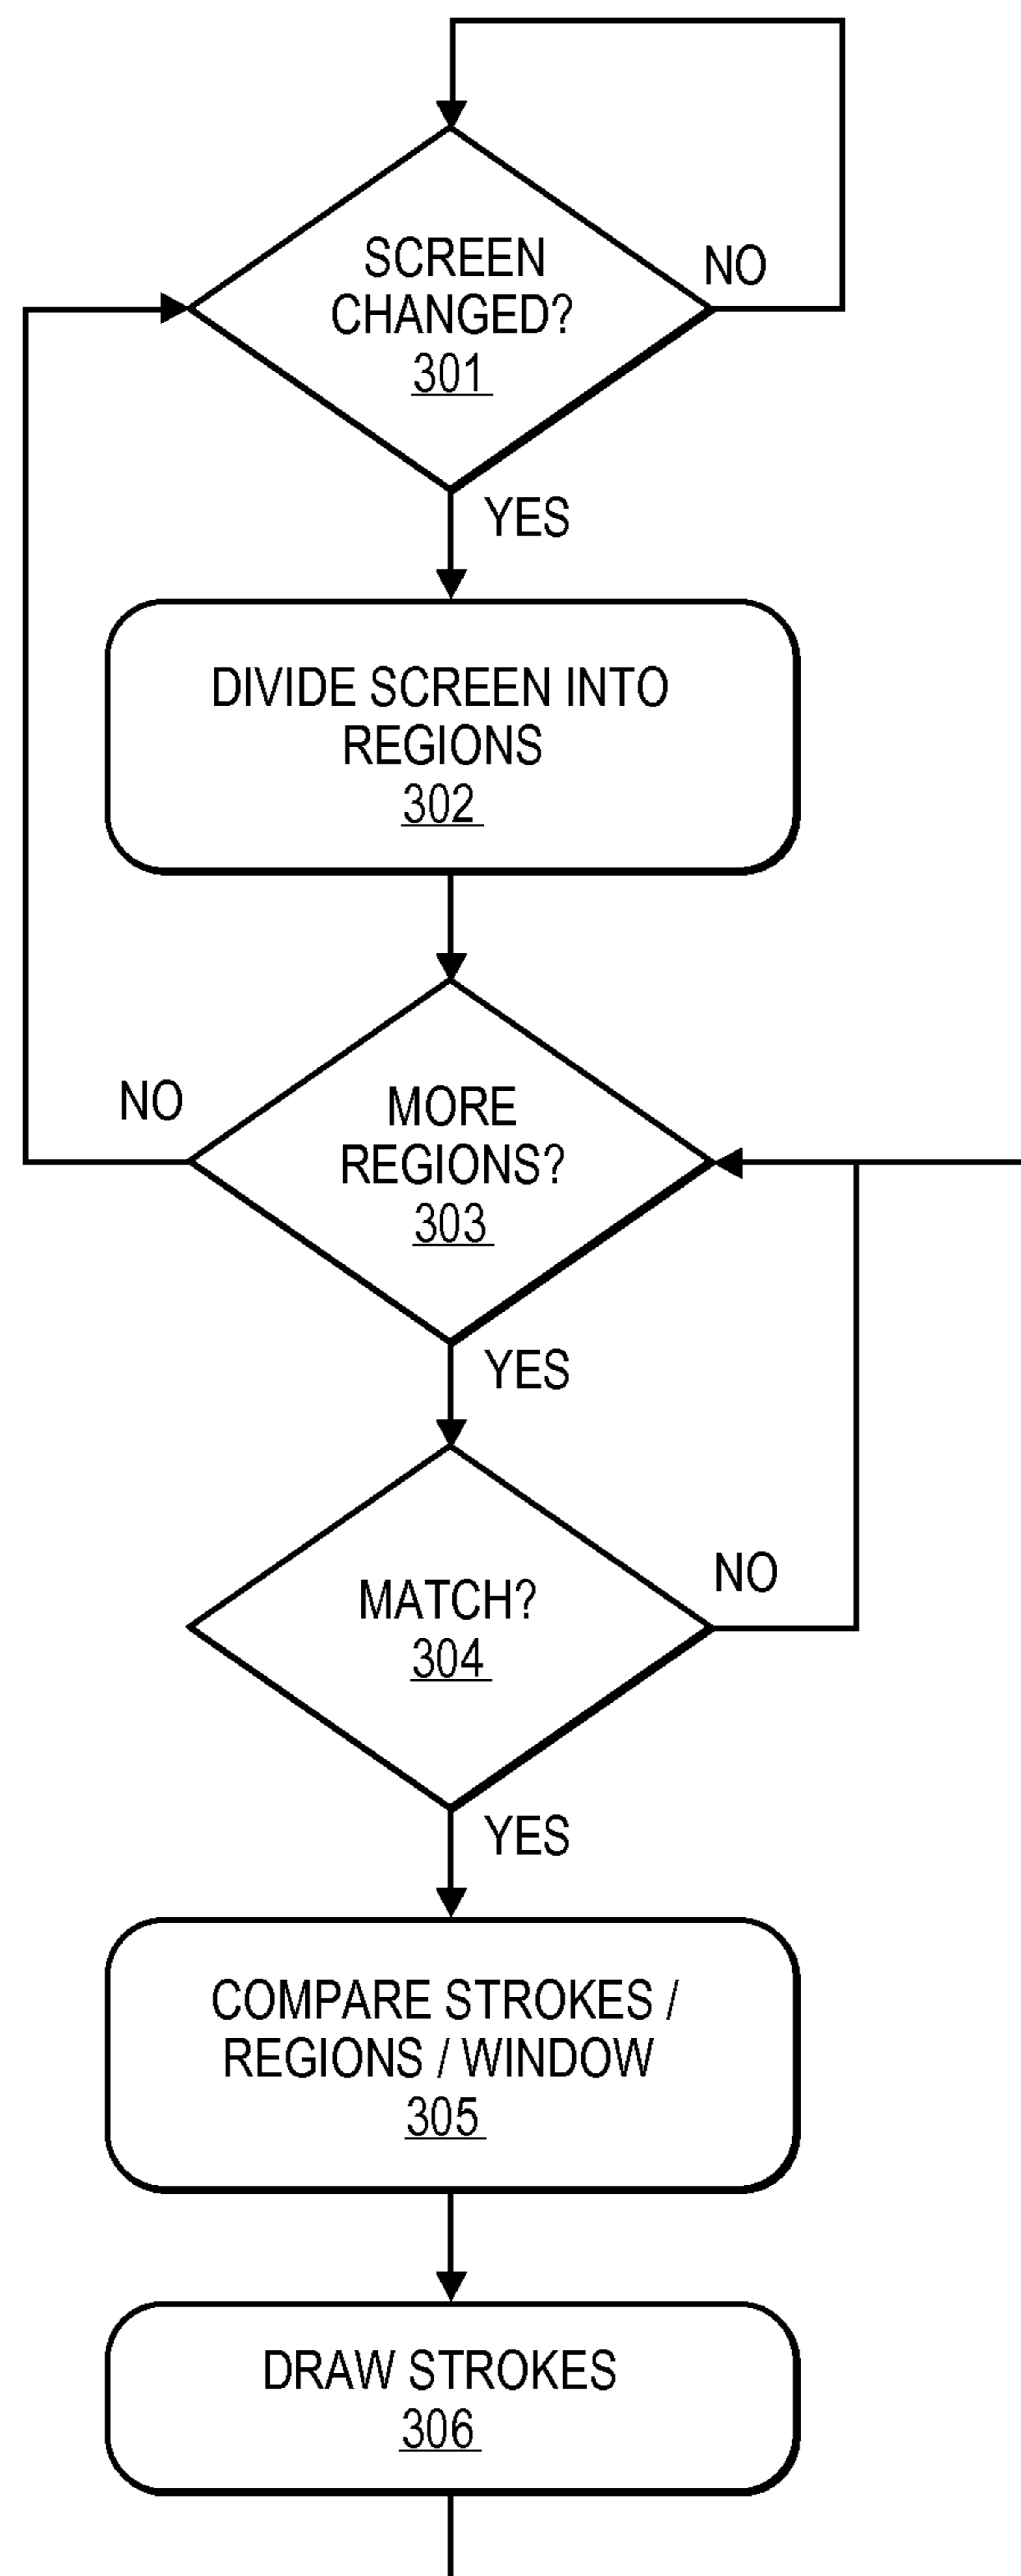 SCREEN
CHANGED?
301
NO
YES
DIVIDE SCREEN INTO
REGIONS
302
NO
MORE
REGIONS?
303
YES
MATCH?
304
NO
YES
COMPARE STROKES /
REGIONS / WINDOW
305
DRAW STROKES
306